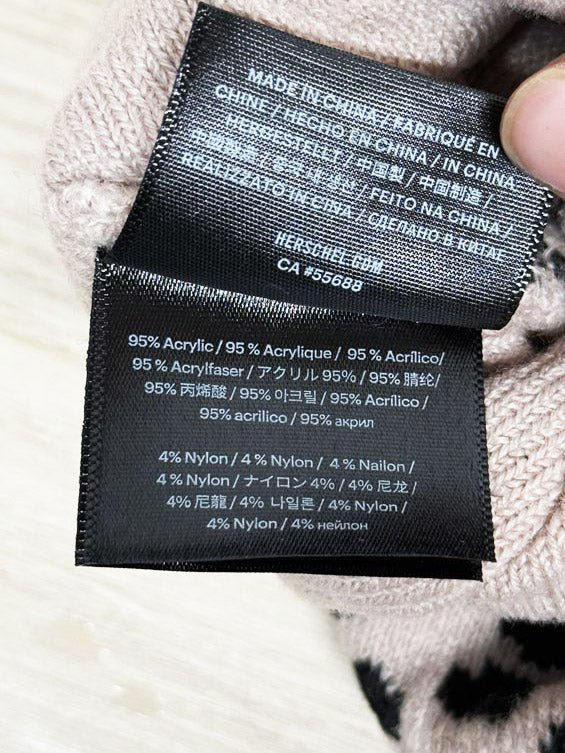 MADE IN CHINA / FABRIQUÉ EN
CHINE / HECHO EN CHINA / IN CHINA
HERGESTELLT / 中国製 / 中国制造 /
中國製造 / 중국에서 생산 / FEITO NA CHINA /
REALIZZATO IN CINA / СДЕЛАНО В КИТАЕ
HERSCHEL.COM
CA #55688
95% Acrylic / 95 % Acrylique / 95 % Acrílico/
95 % Acrylfaser / アクリル 95% / 95% 腈纶/
95% 丙烯酸 / 95% 아크릴 / 95% Acrílico /
95% acrilico / 95% акрил
4% Nylon / 4 % Nylon / 4 % Nailon /
4 % Nylon / ナイロン 4% / 4% 尼龙 /
4% 尼龍 / 4% 나일론 / 4% Nylon /
4% Nylon / 4% нейлон